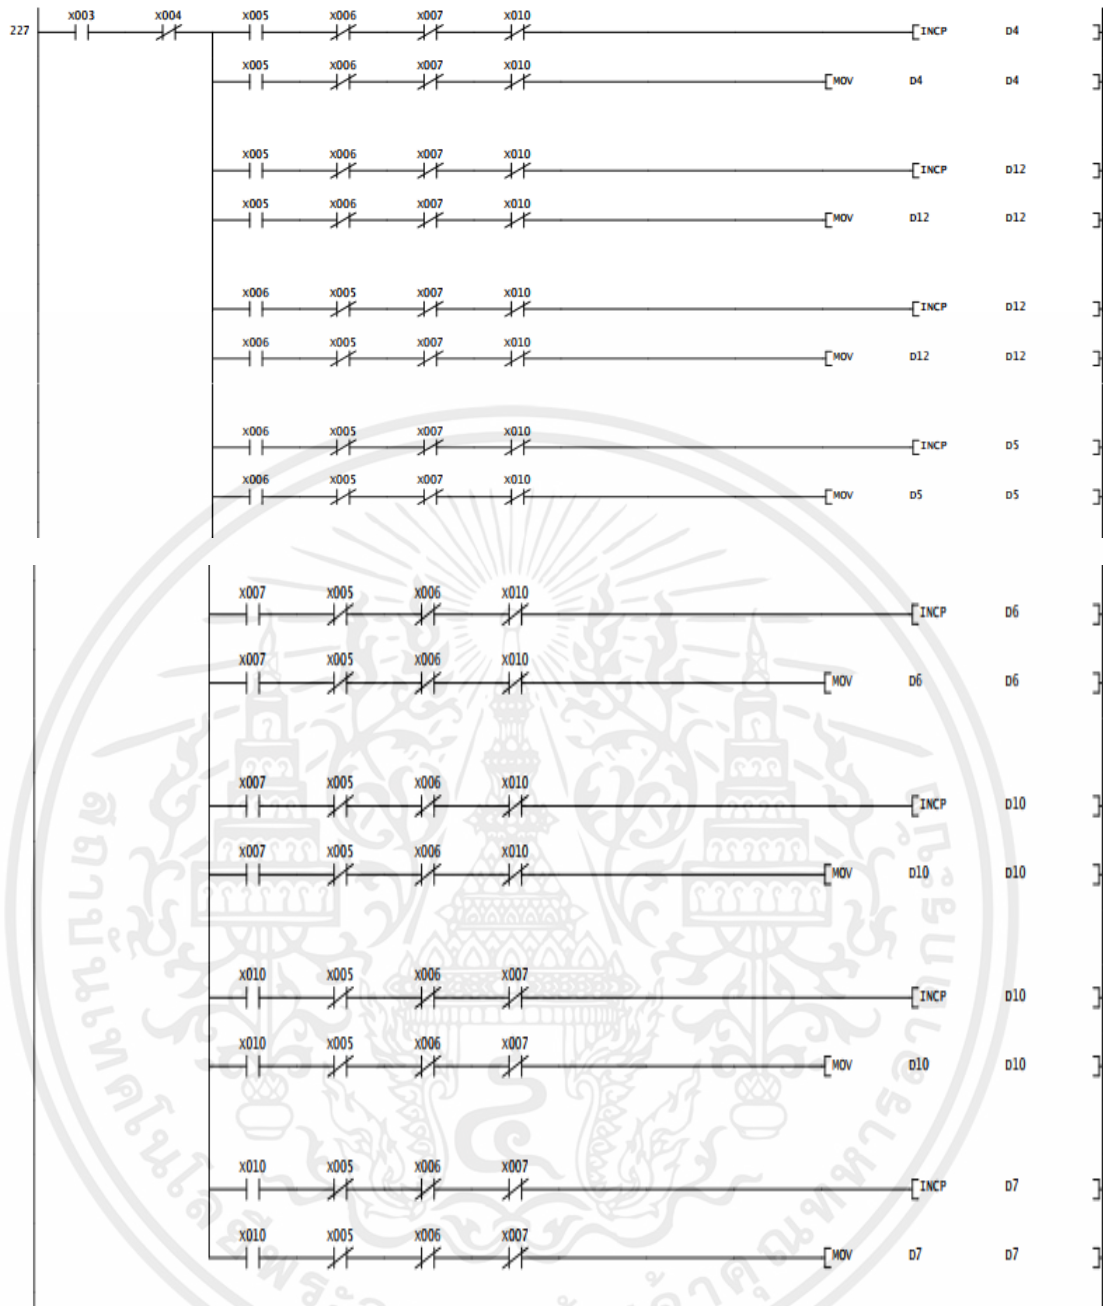 X003 X004 X005 X006 X007 X010
227 INCP D4
X005 X006 X007 X010
MOV D4 D4
X005 X006 X007 X010
INCP D12
X005 X006 X007 X010
MOV D12 D12
X006 X005 X007 X010
INCP D12
X006 X005 X007 X010
MOV D12 D12
X006 X005 X007 X010
INCP D5
X006 X005 X007 X010
MOV D5 D5
X007 X005 X006 X010
INCP D6
X007 X005 X006 X010
MOV D6 D6
X007 X005 X006 X010
INCP D10
X007 X005 X006 X010
MOV D10 D10
X010 X005 X006 X007
INCP D10
X010 X005 X006 X007
MOV D10 D10
X010 X005 X006 X007
INCP D7
X010 X005 X006 X007
MOV D7 D7